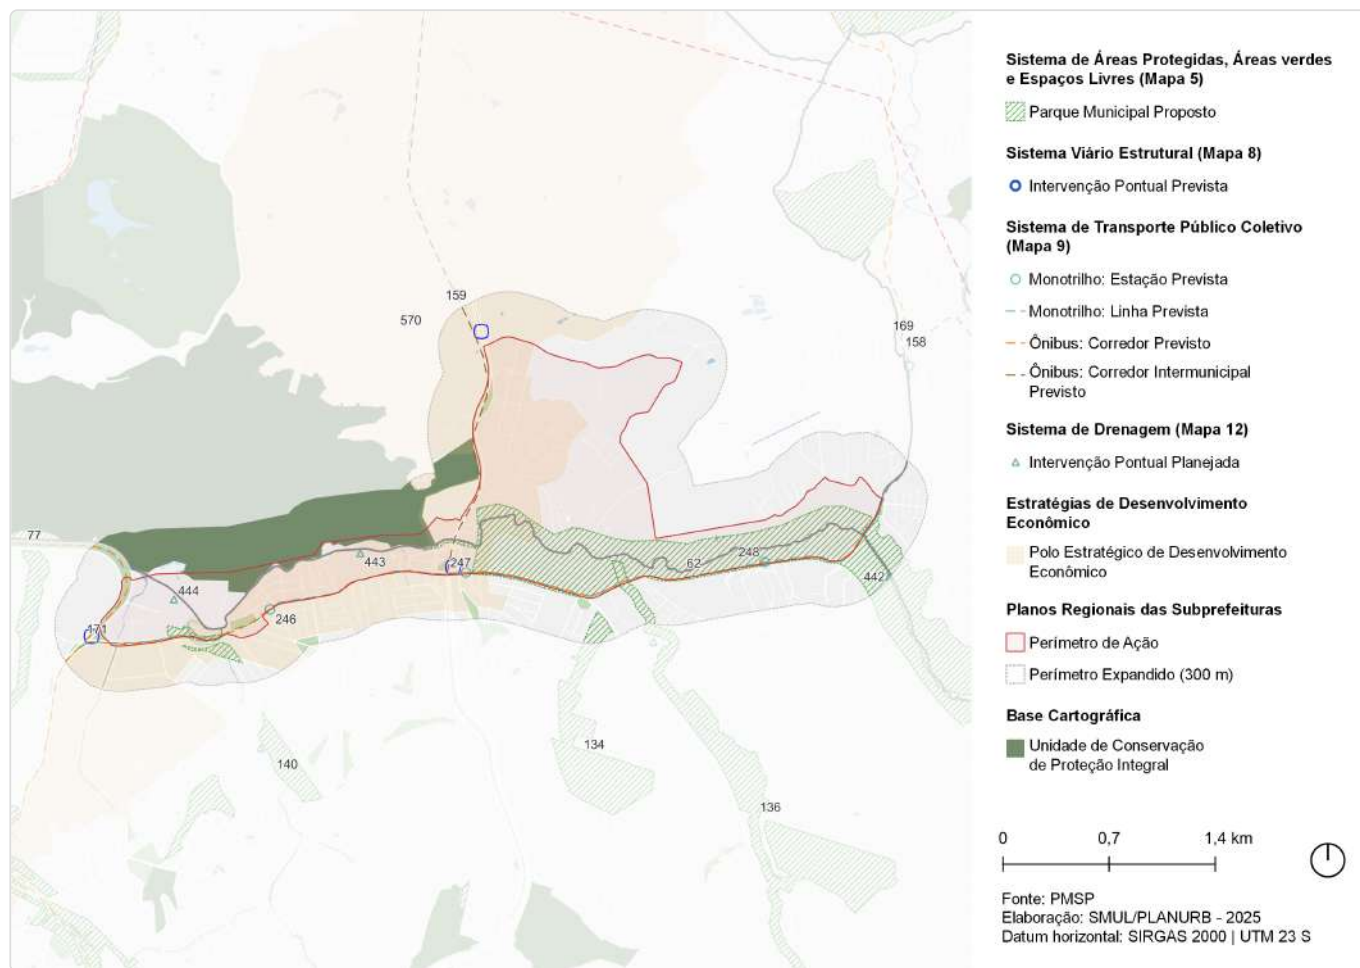 159
570
169
158
77
443
247
62
248
442
444
246
171
134
140
136
Sistema de Áreas Protegidas, Áreas verdes
e Espaços Livres (Mapa 5)
Parque Municipal Proposto
Sistema Viário Estrutural (Mapa 8)
Intervenção Pontual Prevista
Sistema de Transporte Público Coletivo
(Mapa 9)
Monotrilho: Estação Prevista
Monotrilho: Linha Prevista
Ônibus: Corredor Previsto
Ônibus: Corredor Intermunicipal
Previsto
Sistema de Drenagem (Mapa 12)
Intervenção Pontual Planejada
Estratégias de Desenvolvimento
Econômico
Polo Estratégico de Desenvolvimento
Econômico
Planos Regionais das Subprefeituras
Perímetro de Ação
Perímetro Expandido (300 m)
Base Cartográfica
Unidade de Conservação
de Proteção Integral
0 0,7 1,4 km
Fonte: PMSP
Elaboração: SMUL/PLANURB - 2025
Datum horizontal: SIRGAS 2000 | UTM 23 S